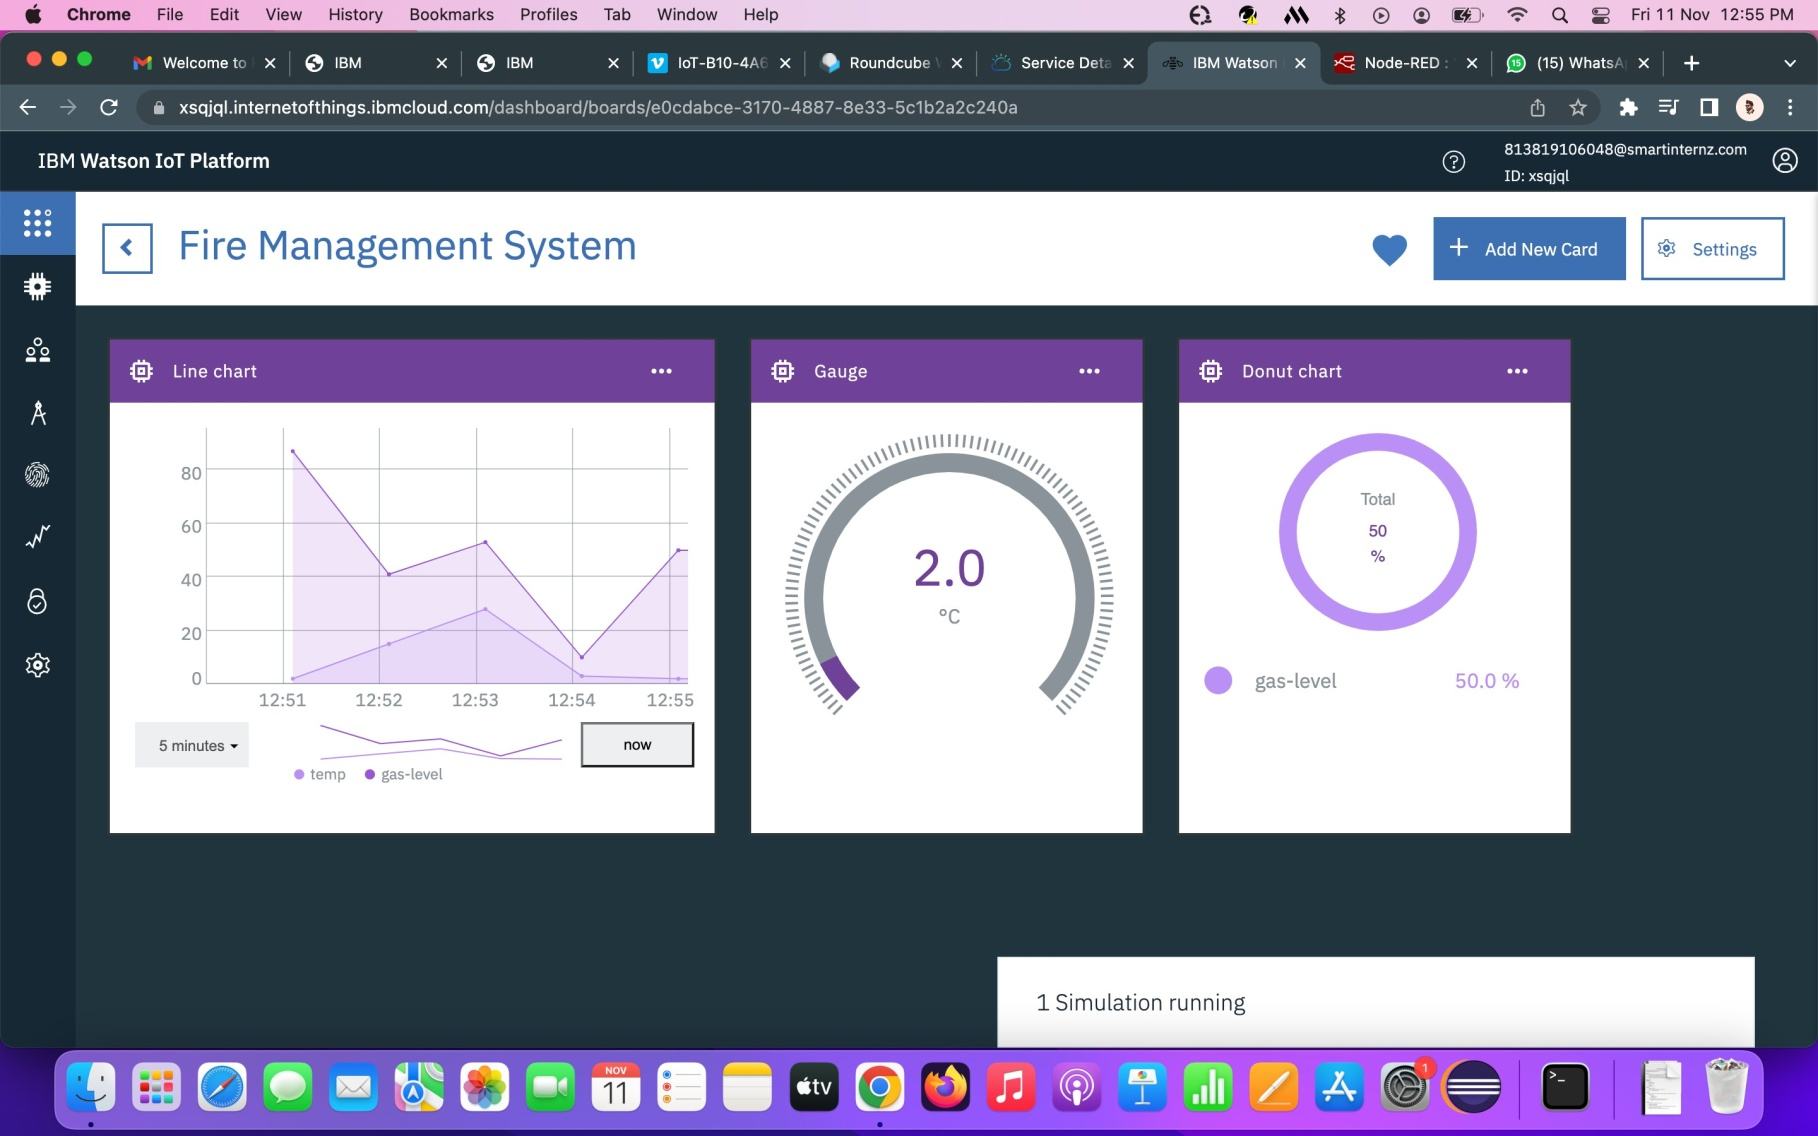 Chrome File Edit View History Bookmarks Profiles Tab Window Help Fri 11 Nov 12:55 PM
Welcome to IBM IBM IoT-B10-4A6 Roundcube Service Deta IBM Watson Node-RED : (15) WhatsA
xsqjql.internetofthings.ibmcloud.com/dashboard/boards/e0cdabce-3170-4887-8e33-5c1b2a2c240a
IBM Watson IoT Platform
813819106048@smartinternz.com
ID: xsqjql
Fire Management System
Add New Card
Settings
Line chart
80
60
40
20
0
12:51 12:52 12:53 12:54 12:55
5 minutes
now
temp gas-level
Gauge
2.0
°C
Donut chart
Total
50
%
gas-level 50.0 %
1 Simulation running
NOV
11
tv
1